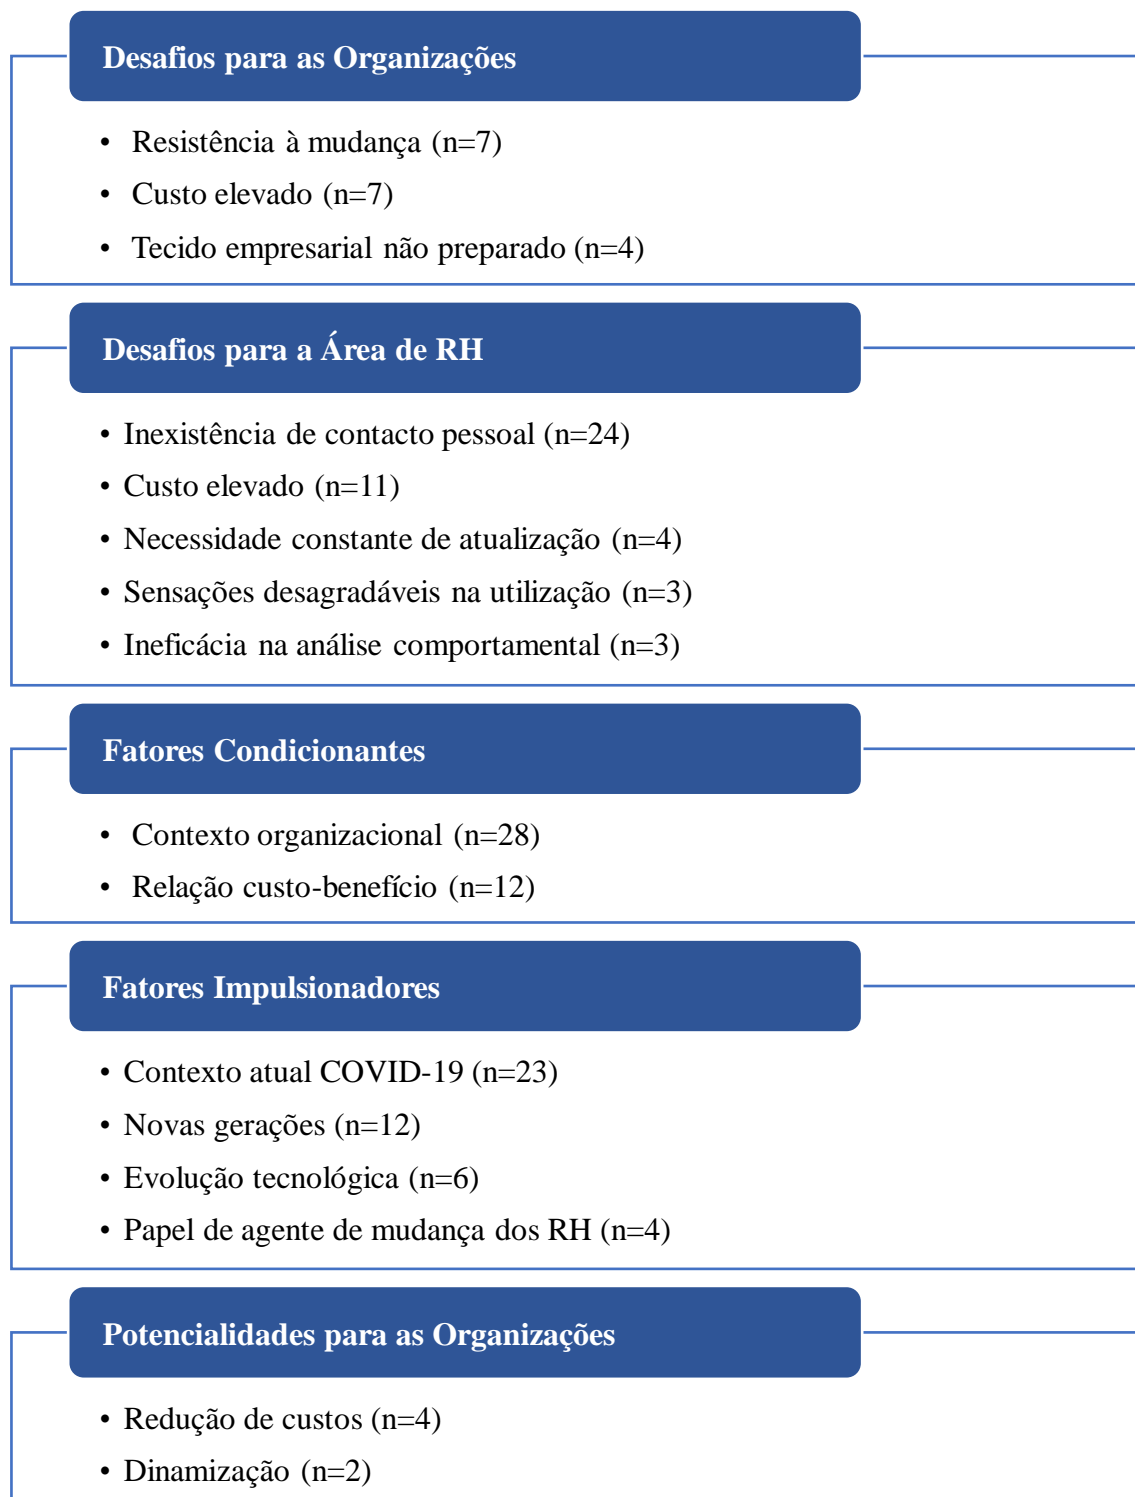 Desafios para as Organizações
• Resistência à mudança (n=7)
• Custo elevado (n=7)
• Tecido empresarial não preparado (n=4)
Desafios para a Área de RH
• Inexistência de contacto pessoal (n=24)
• Custo elevado (n=11)
• Necessidade constante de atualização (n=4)
• Sensações desagradáveis na utilização (n=3)
• Ineficácia na análise comportamental (n=3)
Fatores Condicionantes
• Contexto organizacional (n=28)
• Relação custo-benefício (n=12)
Fatores Impulsionadores
• Contexto atual COVID-19 (n=23)
• Novas gerações (n=12)
• Evolução tecnológica (n=6)
• Papel de agente de mudança dos RH (n=4)
Potencialidades para as Organizações
• Redução de custos (n=4)
• Dinamização (n=2)